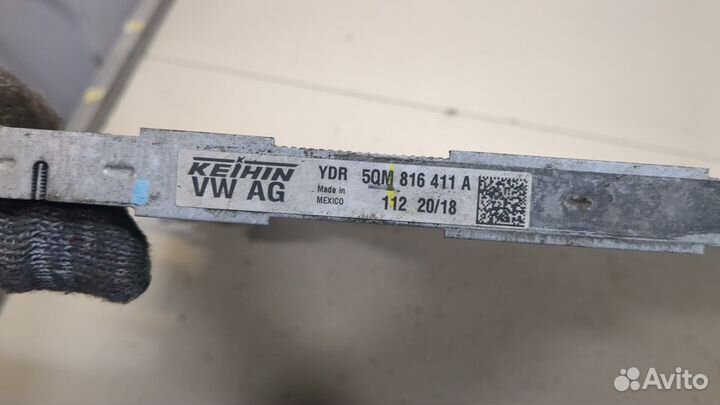 KEIHIN YDR 5QM 816 411 A
VW AG Made in MEXICO 112 20/18
Avito